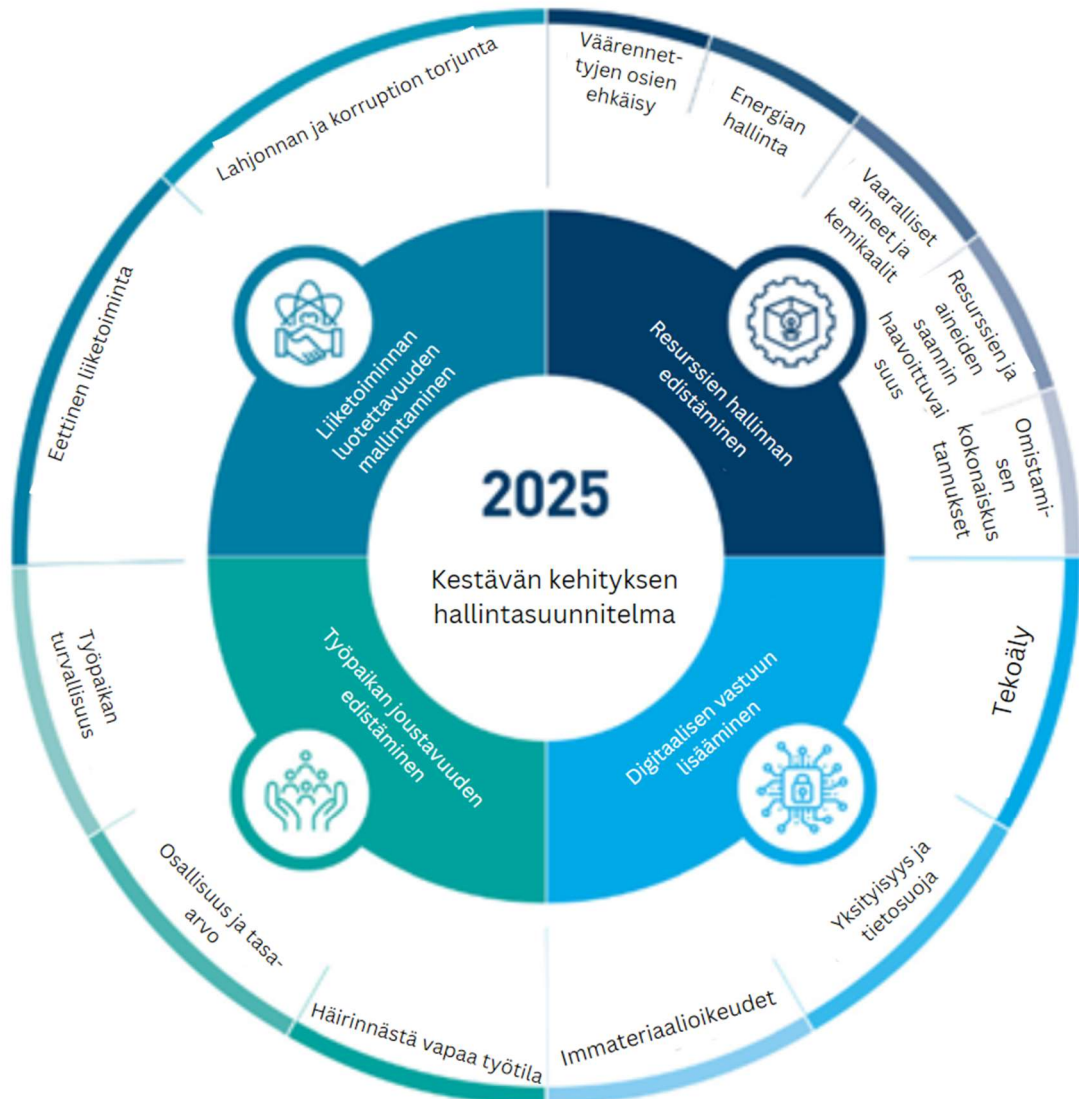 2025
Kestävän kehityksen
hallintasuunnitelma
Resurssien hallinnan
edistäminen
Väärennet-
tyjen osien
ehkäisy
Energian
hallinta
Vaaralliset
aineet ja
kemikaalit
Resurssien ja
aineiden
saannin
haavoittuvai
suus
Omistami-
sen
kokonaiskus
tannukset
Digitaalisen vastuun
lisääminen
Tekoäly
Yksityisyys ja
tietosuoja
Immateriaalioikeudet
Työpaikan joustavuuden
edistäminen
Häirinnästä vapaa työtila
Osallisuus ja tasa-
arvo
Työpaikan
turvallisuus
Liiketoiminnan
luotettavuuden
mallintaminen
Eettinen liiketoiminta
Lahjonnan ja korruption torjunta